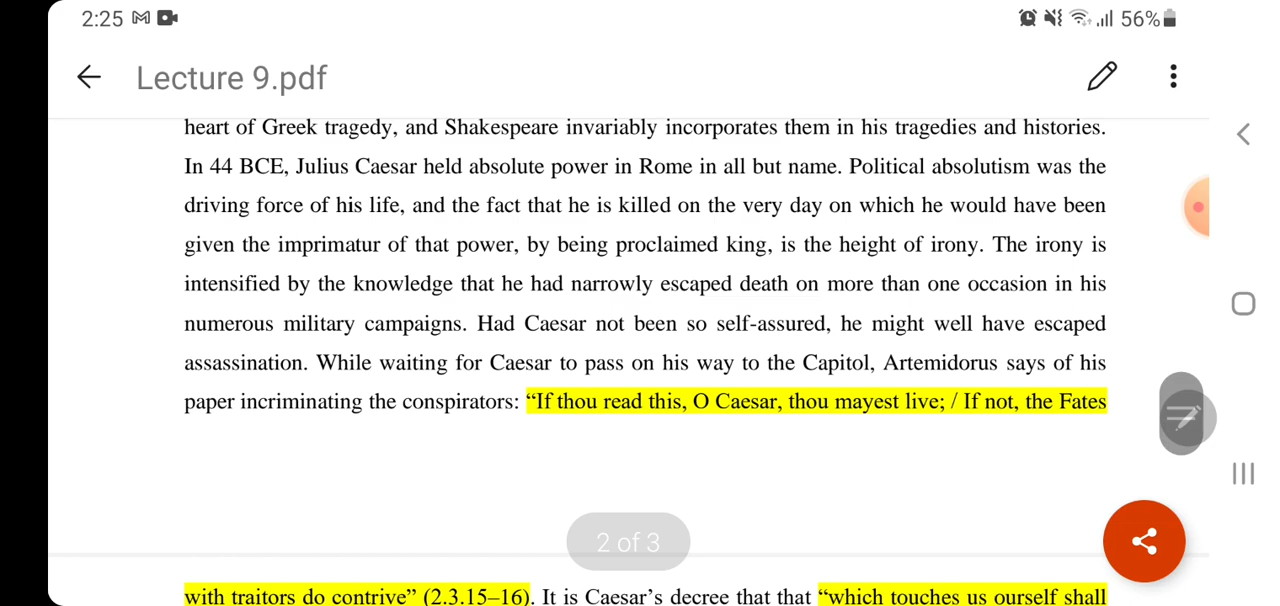 2:25 56%
Lecture 9.pdf
heart of Greek tragedy, and Shakespeare invariably incorporates them in his tragedies and histories.
In 44 BCE, Julius Caesar held absolute power in Rome in all but name. Political absolutism was the
driving force of his life, and the fact that he is killed on the very day on which he would have been
given the imprimatur of that power, by being proclaimed king, is the height of irony. The irony is
intensified by the knowledge that he had narrowly escaped death on more than one occasion in his
numerous military campaigns. Had Caesar not been so self-assured, he might well have escaped
assassination. While waiting for Caesar to pass on his way to the Capitol, Artemidorus says of his
paper incriminating the conspirators: “If thou read this, O Caesar, thou mayest live; / If not, the Fates
2 of 3
with traitors do contrive” (2.3.15–16). It is Caesar’s decree that that “which touches us ourself shall